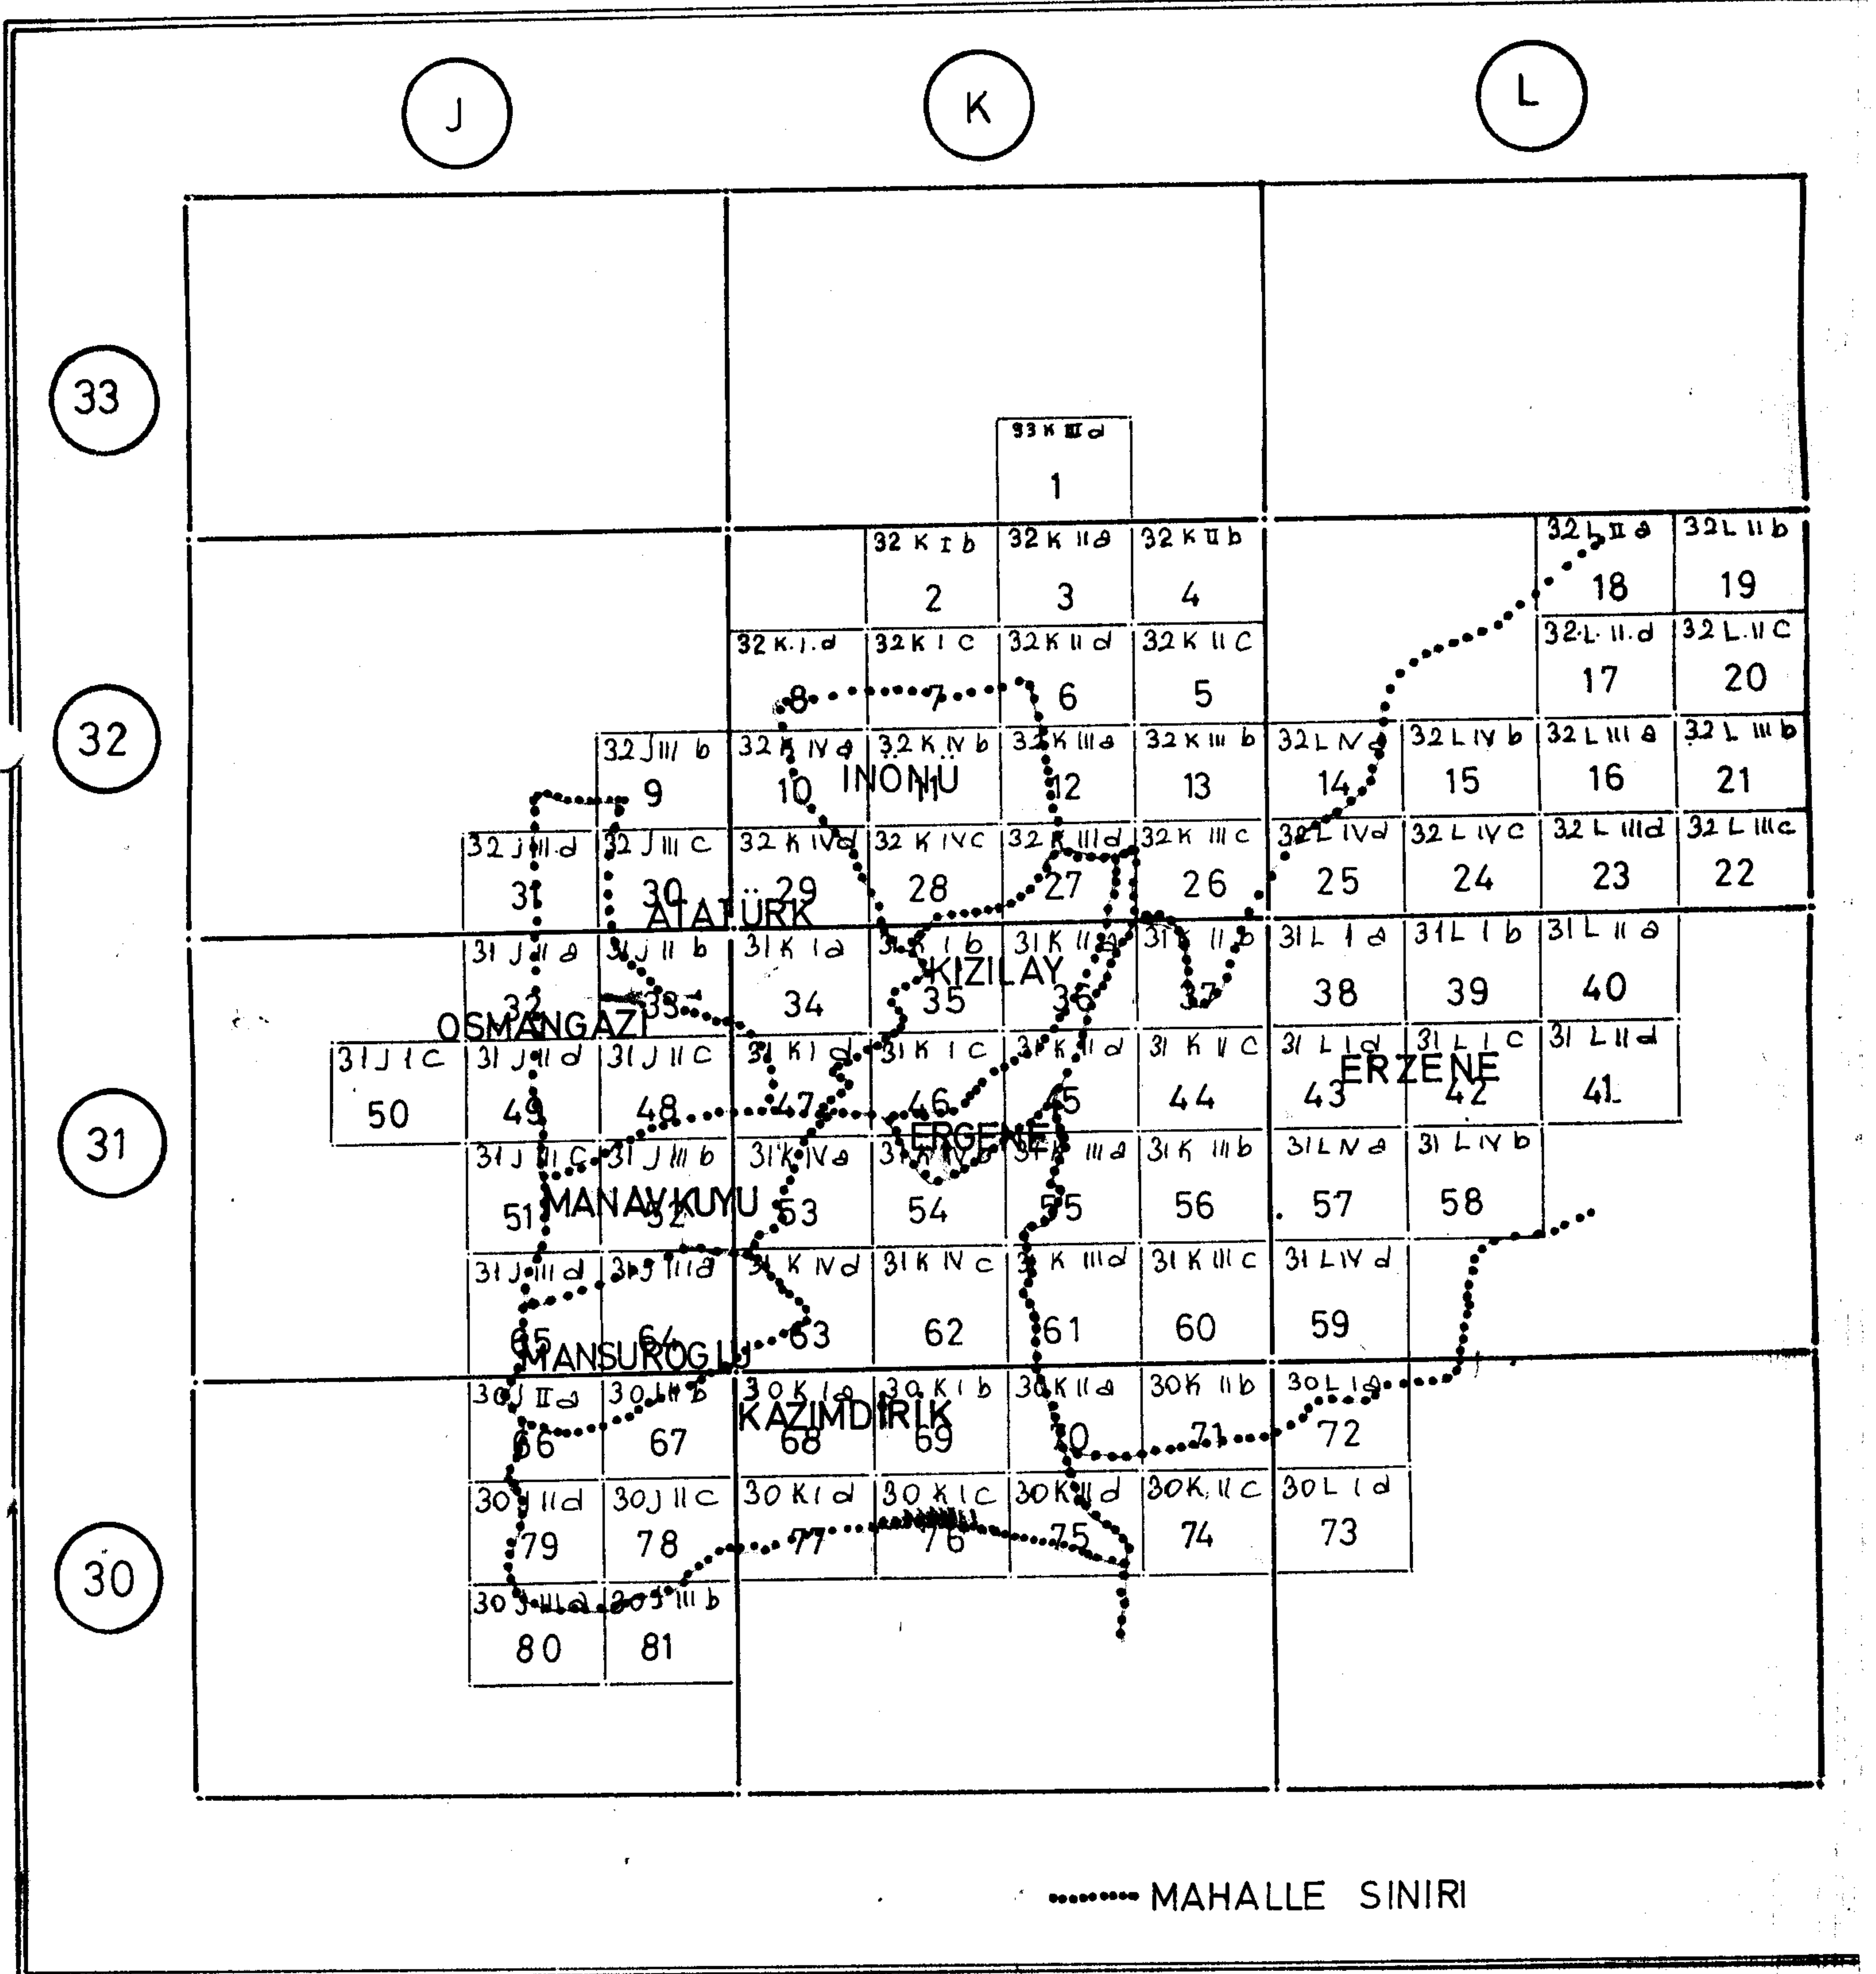 J K L
33
33 K III d
1
32 K I b 32 K II a 32 K II b 32 L II a 32 L II b
2 3 4 18 19
32 K.I.d 32 K I C 32 K II d 32 K II C 32.L.II.d 32 L.II C
8 7 6 5 17 20
32
32 J III b 32 K IV a 32 K IV b 32 K III a 32 K III b 32 L IV a 32 L IV b 32 L III a 32 L III b
İNÖNÜ
9 10 11 12 13 14 15 16 21
32 J III.d 32 J III C 32 K IVd 32 K IVC 32 K IIId 32 K III C 32 L IVd 32 L IV C 32 L IIId 32 L IIIc
31 30 29 28 27 26 25 24 23 22
ATATÜRK
31 J II a 31 J II b 31 K I a 31 K I b 31 K II a 31 K II b 31 L I a 31 L I b 31 L II a
KIZILAY
32 33 34 35 36 37 38 39 40
OSMANGAZİ
31 J I C 31 J II d 31 J II C 31 K I d 31 K I C 31 K II d 31 K II C 31 L I d 31 L I C 31 L II d
ERZENE
50 49 48 47 46 45 44 43 42 41
31
ERGENE
31 J III C 31 J III b 31 K IV a 31 K IV b 31 K III a 31 K III b 31 L IV a 31 L IV b
MANAVKUYU
51 52 53 54 55 56 57 58
31 J III d 31 J III a 31 K IV d 31 K IV C 31 K III d 31 K III C 31 L IV d
65 64 63 62 61 60 59
MANSUROĞLU
30 J II a 30 J II b 30 K I a 30 K I b 30 K II a 30 K II b 30 L I a
KAZIMDİRİK
66 67 68 69 70 71 72
30 J II d 30 J II C 30 K I d 30 K I C 30 K II d 30 K. II C 30 L I d
79 78 77 76 75 74 73
30
30 J III a 30 J III b
80 81
MAHALLE SINIRI